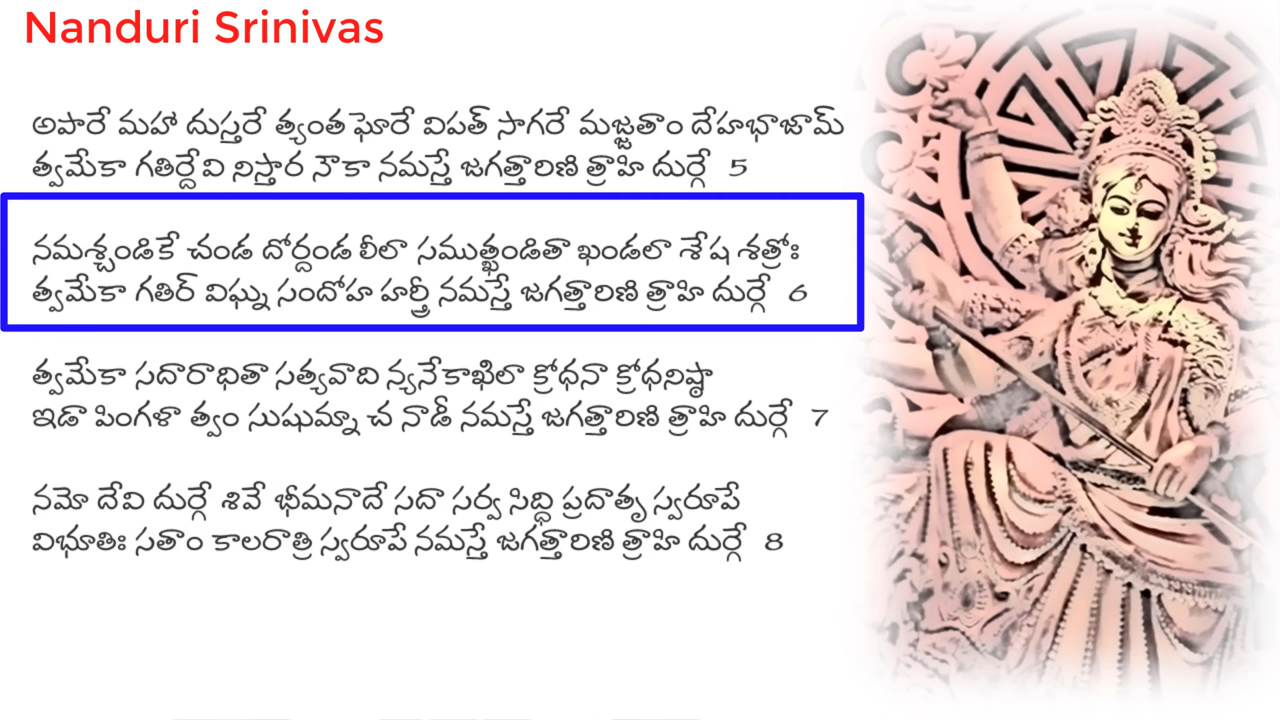 Nanduri Srinivas
అపారే మహా దుస్తరే త్యంత ఘోరే విపత్ సాగరే మజ్జతాం దేహభాజామ్
త్వమేకా గతిర్దేవి నిస్తార నౌకా నమస్తే జగత్తారిణి త్రాహి దుర్గే 5
నమశ్చండికే చండ దోర్దండ లీలా సముత్ఖండితా ఖండలా శేష శత్రోః
త్వమేకా గతిర్ విఘ్న సందోహ హర్త్రీ నమస్తే జగత్తారిణి త్రాహి దుర్గే 6
త్వమేకా సదారాధితా సత్యవాది న్యనేకాఖిలా క్రోధనా క్రోధనిష్ఠా
ఇడా పింగళా త్వం సుషుమ్నా చ నాడీ నమస్తే జగత్తారిణి త్రాహి దుర్గే 7
నమో దేవి దుర్గే శివే భీమనాదే సదా సర్వ సిద్ధి ప్రదాతృ స్వరూపే
విభూతిః సతాం కాలరాత్రి స్వరూపే నమస్తే జగత్తారిణి త్రాహి దుర్గే 8